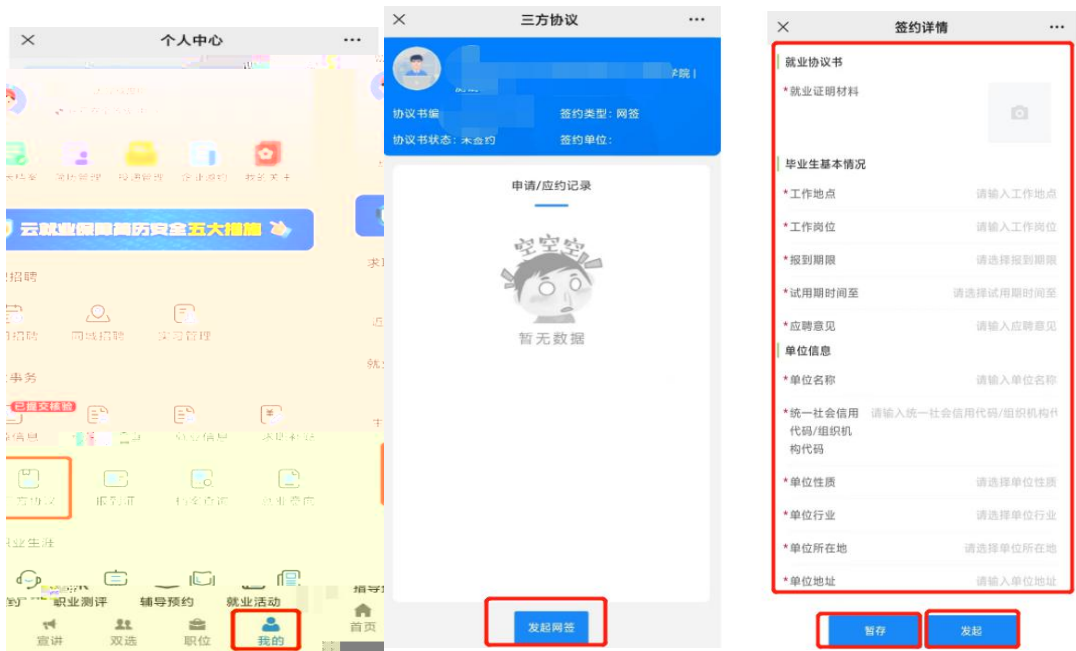 个人中心
云就业保障简历安全五大措施
招聘
同城招聘
实习管理
事务
已提交核验
职业测评
辅导预约
就业活动
宣讲
双选
职位
我的
首页
三方协议
学院
协议书编
签约类型: 网签
协议书状态: 未签约
签约单位:
申请/应约记录
空空空
暂无数据
发起网签
签约详情
就业协议书
*就业证明材料
毕业生基本情况
*工作地点
请输入工作地点
*工作岗位
请输入工作岗位
*报到期限
请选择报到期限
*试用期时间至
请选择试用期时间至
*应聘意见
请输入应聘意见
单位信息
*单位名称
请输入单位名称
*统一社会信用
代码/组织机
构代码
请输入统一社会信用代码/组织机构代
*单位性质
请选择单位性质
*单位行业
请选择单位行业
*单位所在地
请选择单位所在地
*单位地址
请输入单位地址
暂存
发起